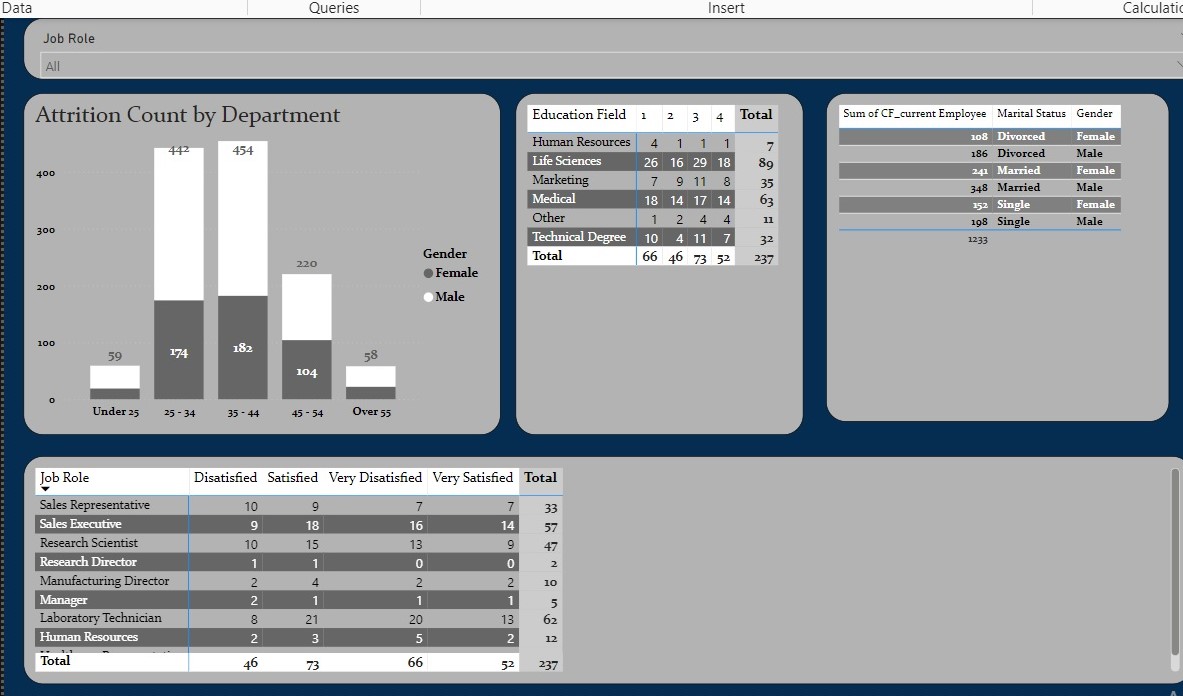 Data Queries Insert
Job Role
All
Attrition Count by Department
442 454
400
300
220
200
174 182
100
104
59 58
0
Under 25 25 - 34 35 - 44 45 - 54 Over 55
Gender
Female
Male
Education Field 1 2 3 4 Total
Human Resources 4 1 1 1 7
Life Sciences 26 16 29 18 89
Marketing 7 9 11 8 35
Medical 18 14 17 14 63
Other 1 2 4 4 11
Technical Degree 10 4 11 7 32
Total 66 46 73 52 237
Sum of CF_current Employee Marital Status Gender
108 Divorced Female
186 Divorced Male
241 Married Female
348 Married Male
152 Single Female
198 Single Male
1233
Job Role Disatisfied Satisfied Very Disatisfied Very Satisfied Total
Sales Representative 10 9 7 7 33
Sales Executive 9 18 16 14 57
Research Scientist 10 15 13 9 47
Research Director 1 1 0 0 2
Manufacturing Director 2 4 2 2 10
Manager 2 1 1 1 5
Laboratory Technician 8 21 20 13 62
Human Resources 2 3 5 2 12
Total 46 73 66 52 237